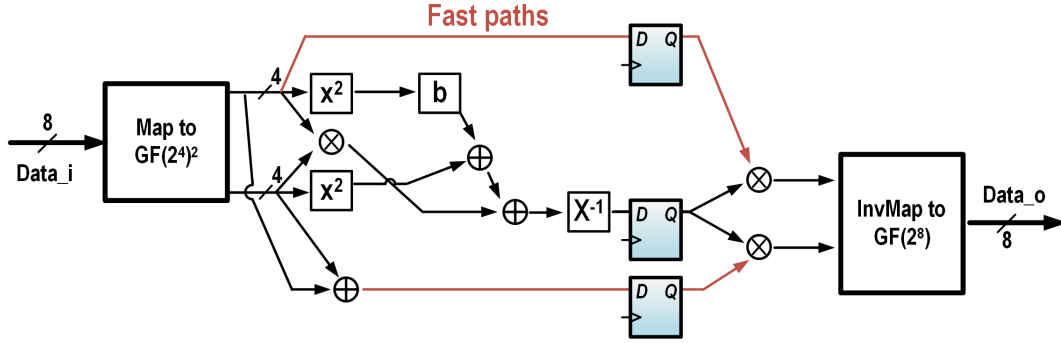 Fast paths
D Q
4
x²
b
8
Map to
GF(2⁴)²
Data_i
4
x²
X⁻¹
D Q
InvMap to
GF(2⁸)
Data_o
8
D Q